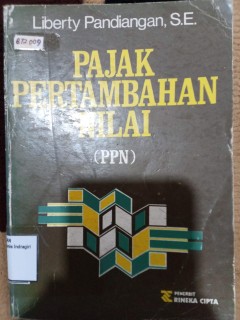 Liberty Pandiangan, S.E.
PAJAK
PERTAMBAHAN
NILAI
(PPN)
PENERBIT
RINEKA CIPTA